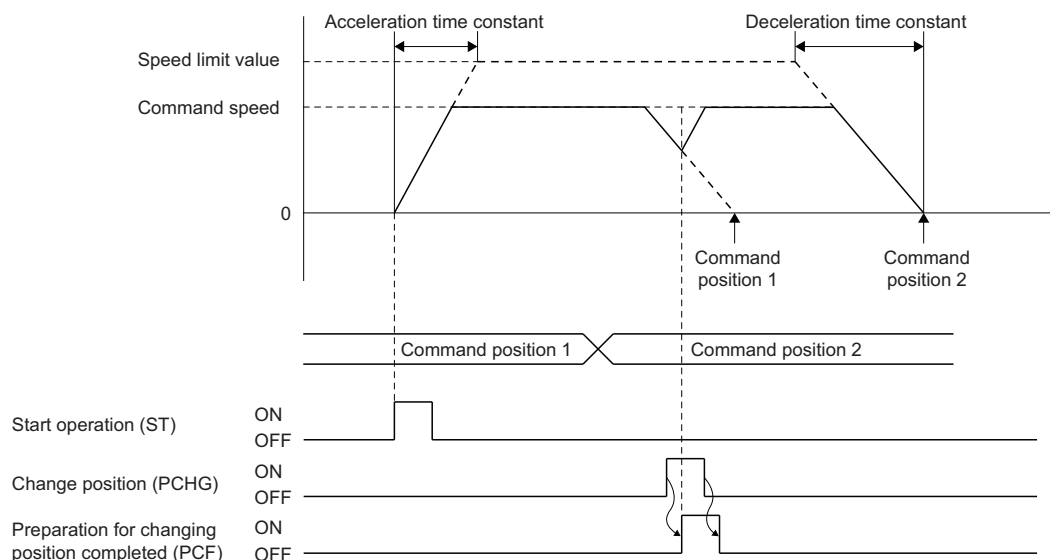 Acceleration time constant
Deceleration time constant
Speed limit value
Command speed
0
Command
position 1
Command
position 2
Command position 1
Command position 2
Start operation (ST)
ON
OFF
Change position (PCHG)
ON
OFF
Preparation for changing
position completed (PCF)
ON
OFF